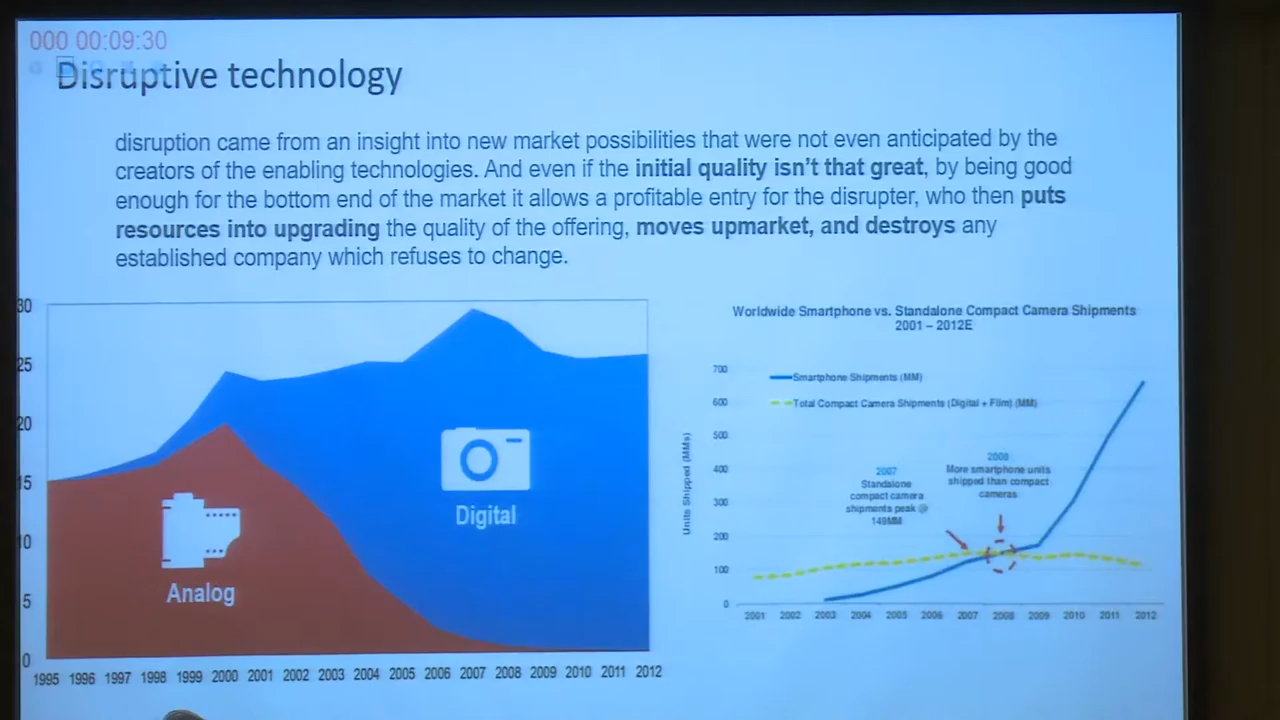 000 00:09:30
Disruptive technology
disruption came from an insight into new market possibilities that were not even anticipated by the
creators of the enabling technologies. And even if the initial quality isn't that great, by being good
enough for the bottom end of the market it allows a profitable entry for the disrupter, who then puts
resources into upgrading the quality of the offering, moves upmarket, and destroys any
established company which refuses to change.
30
25
20
15
10
5
0
Digital
Analog
1995 1996 1997 1998 1999 2000 2001 2002 2003 2004 2005 2006 2007 2008 2009 2010 2011 2012
Worldwide Smartphone vs. Standalone Compact Camera Shipments
2001 – 2012E
Units Shipped (MMs)
700
600
500
400
300
200
100
0
Smartphone Shipments (MM)
Total Compact Camera Shipments (Digital + Film) (MM)
2007
Standalone
compact camera
shipments peak @
149MM
2008
More smartphone units
shipped than compact
cameras
2001 2002 2003 2004 2005 2006 2007 2008 2009 2010 2011 2012